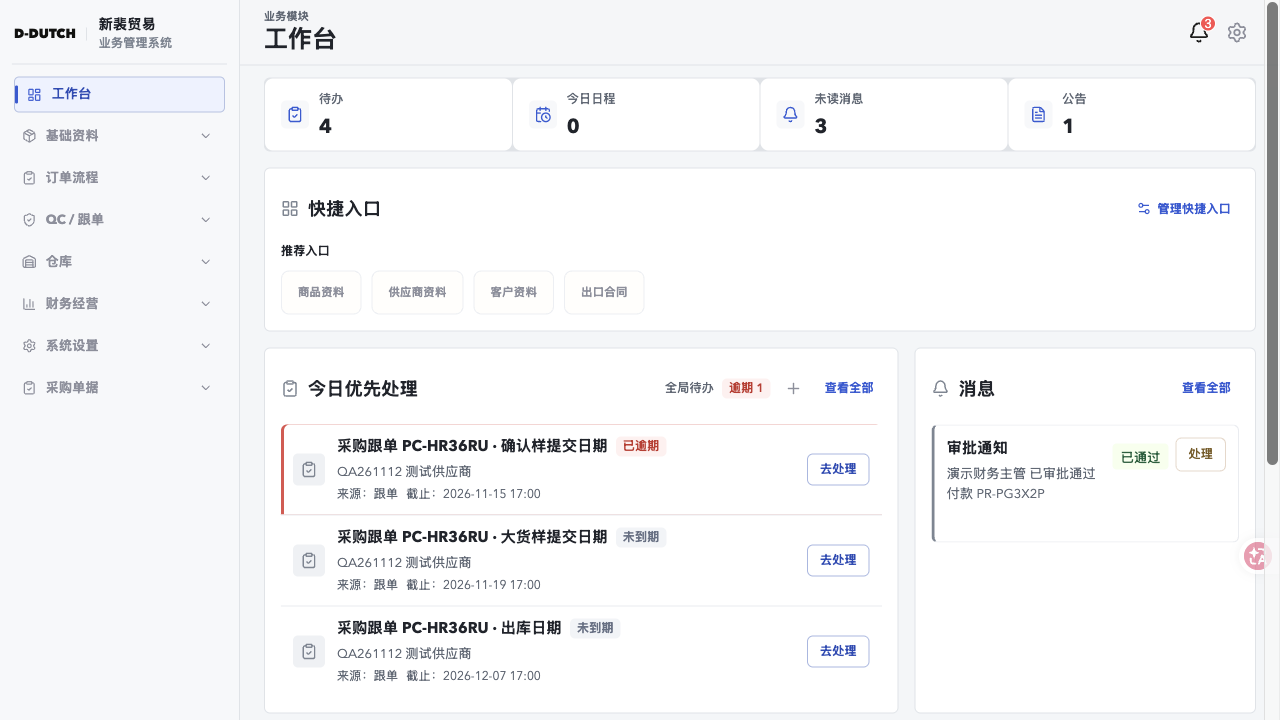 D-DUTCH
新裴贸易
业务管理系统
工作台
基础资料
订单流程
QC / 跟单
仓库
财务经营
系统设置
采购单据
业务模块
工作台
3
待办
4
今日日程
0
未读消息
3
公告
1
快捷入口
管理快捷入口
推荐入口
商品资料
供应商资料
客户资料
出口合同
今日优先处理
全局待办
逾期 1
查看全部
采购跟单 PC-HR36RU · 确认样提交日期
已逾期
QA261112 测试供应商
来源：跟单 截止：2026-11-15 17:00
去处理
采购跟单 PC-HR36RU · 大货样提交日期
未到期
QA261112 测试供应商
来源：跟单 截止：2026-11-19 17:00
去处理
采购跟单 PC-HR36RU · 出库日期
未到期
QA261112 测试供应商
来源：跟单 截止：2026-12-07 17:00
去处理
消息
查看全部
审批通知
演示财务主管 已审批通过
付款 PR-PG3X2P
已通过
处理